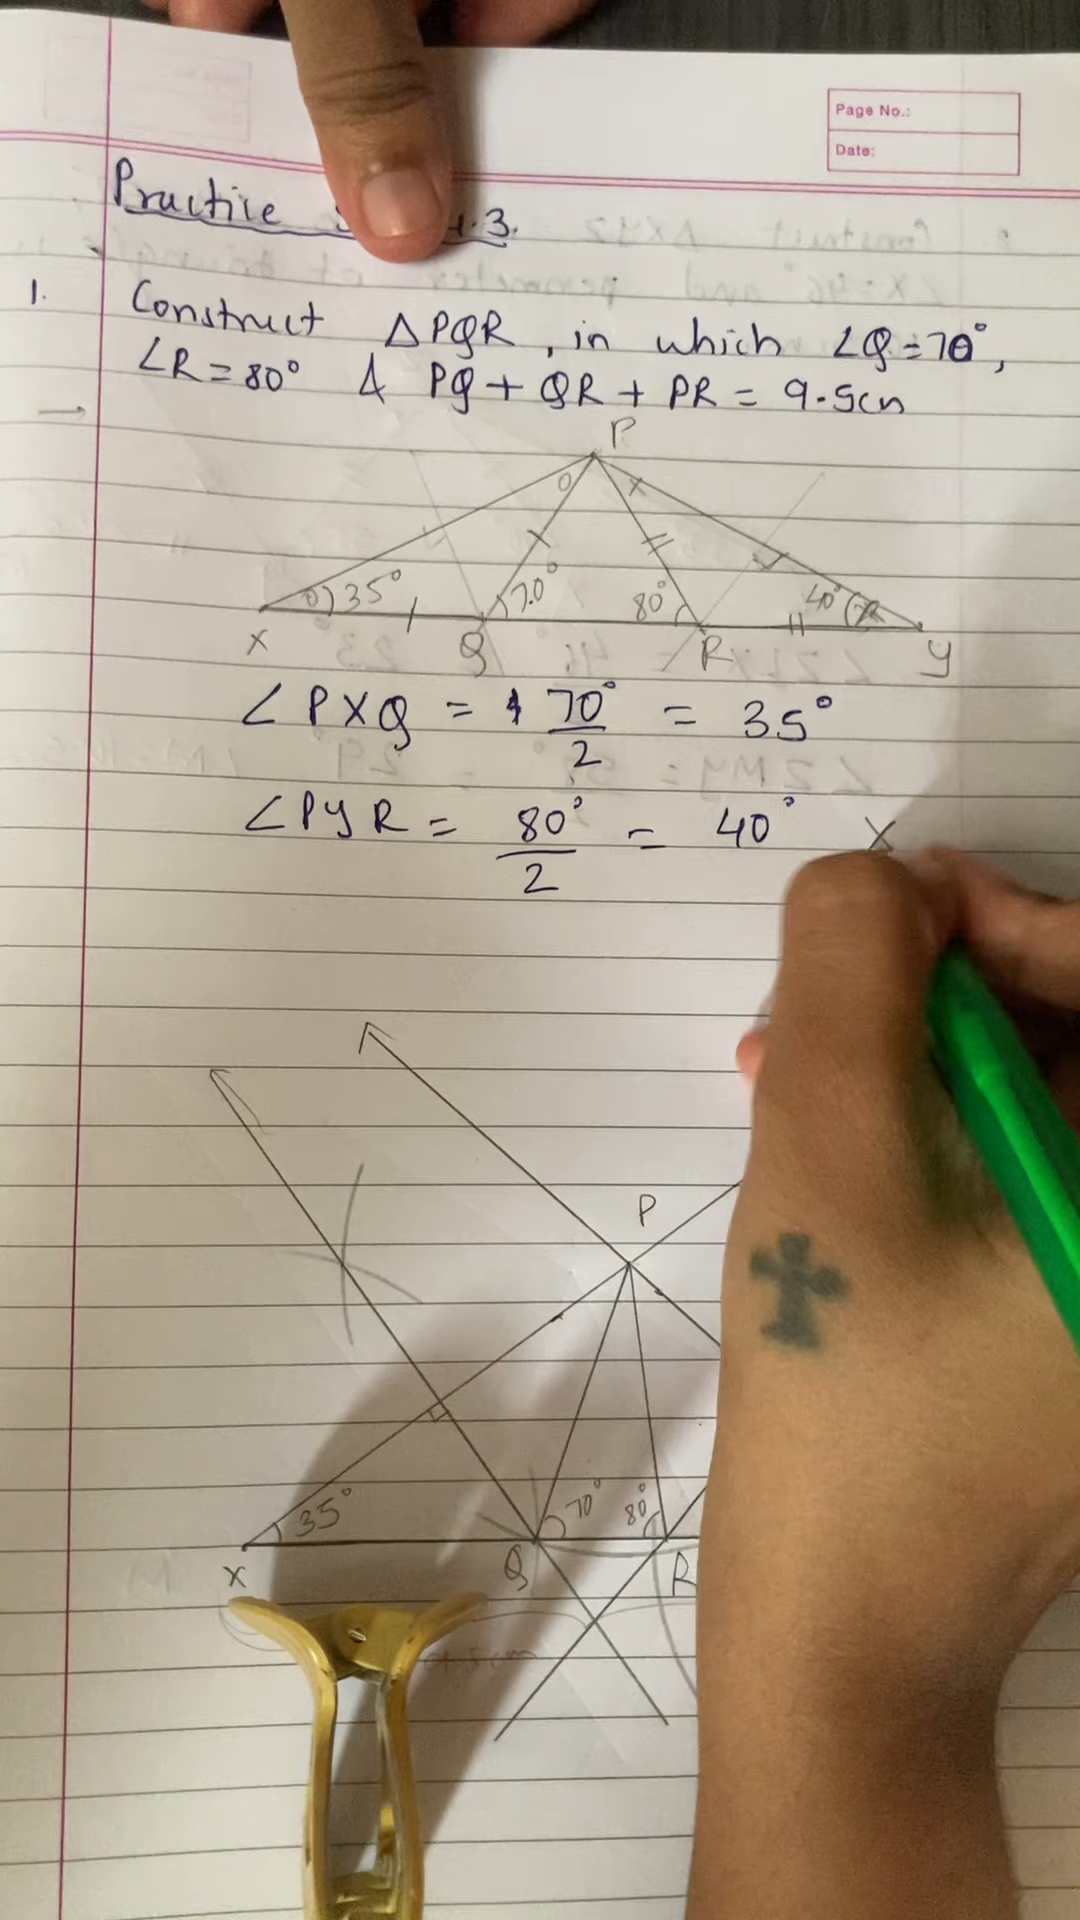 Page No.:
Date:
Practice 4.3.
1. Construct △PQR, in which ∠Q=70°,
∠R=80° & PQ+QR+PR=9.5cm
P
o x
o 35° 70° 80° 40° x
X Q R Y
∠PXQ = 70°/2 = 35°
∠PYR = 80°/2 = 40°
X
P
35° 70° 80°
X Q R